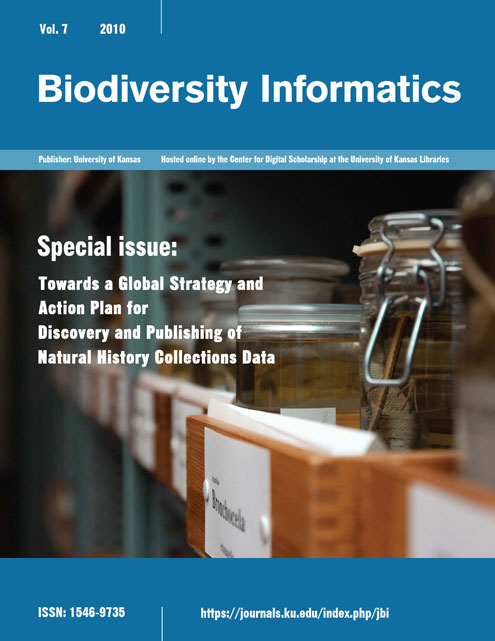 Vol. 7 2010
Biodiversity Informatics
Publisher: University of Kansas Hosted online by the Center for Digital Scholarship at the University of Kansas Libraries
Special issue:
Towards a Global Strategy and
Action Plan for
Discovery and Publishing of
Natural History Collections Data
Bronchocela
ISSN: 1546-9735 https://journals.ku.edu/index.php/jbi